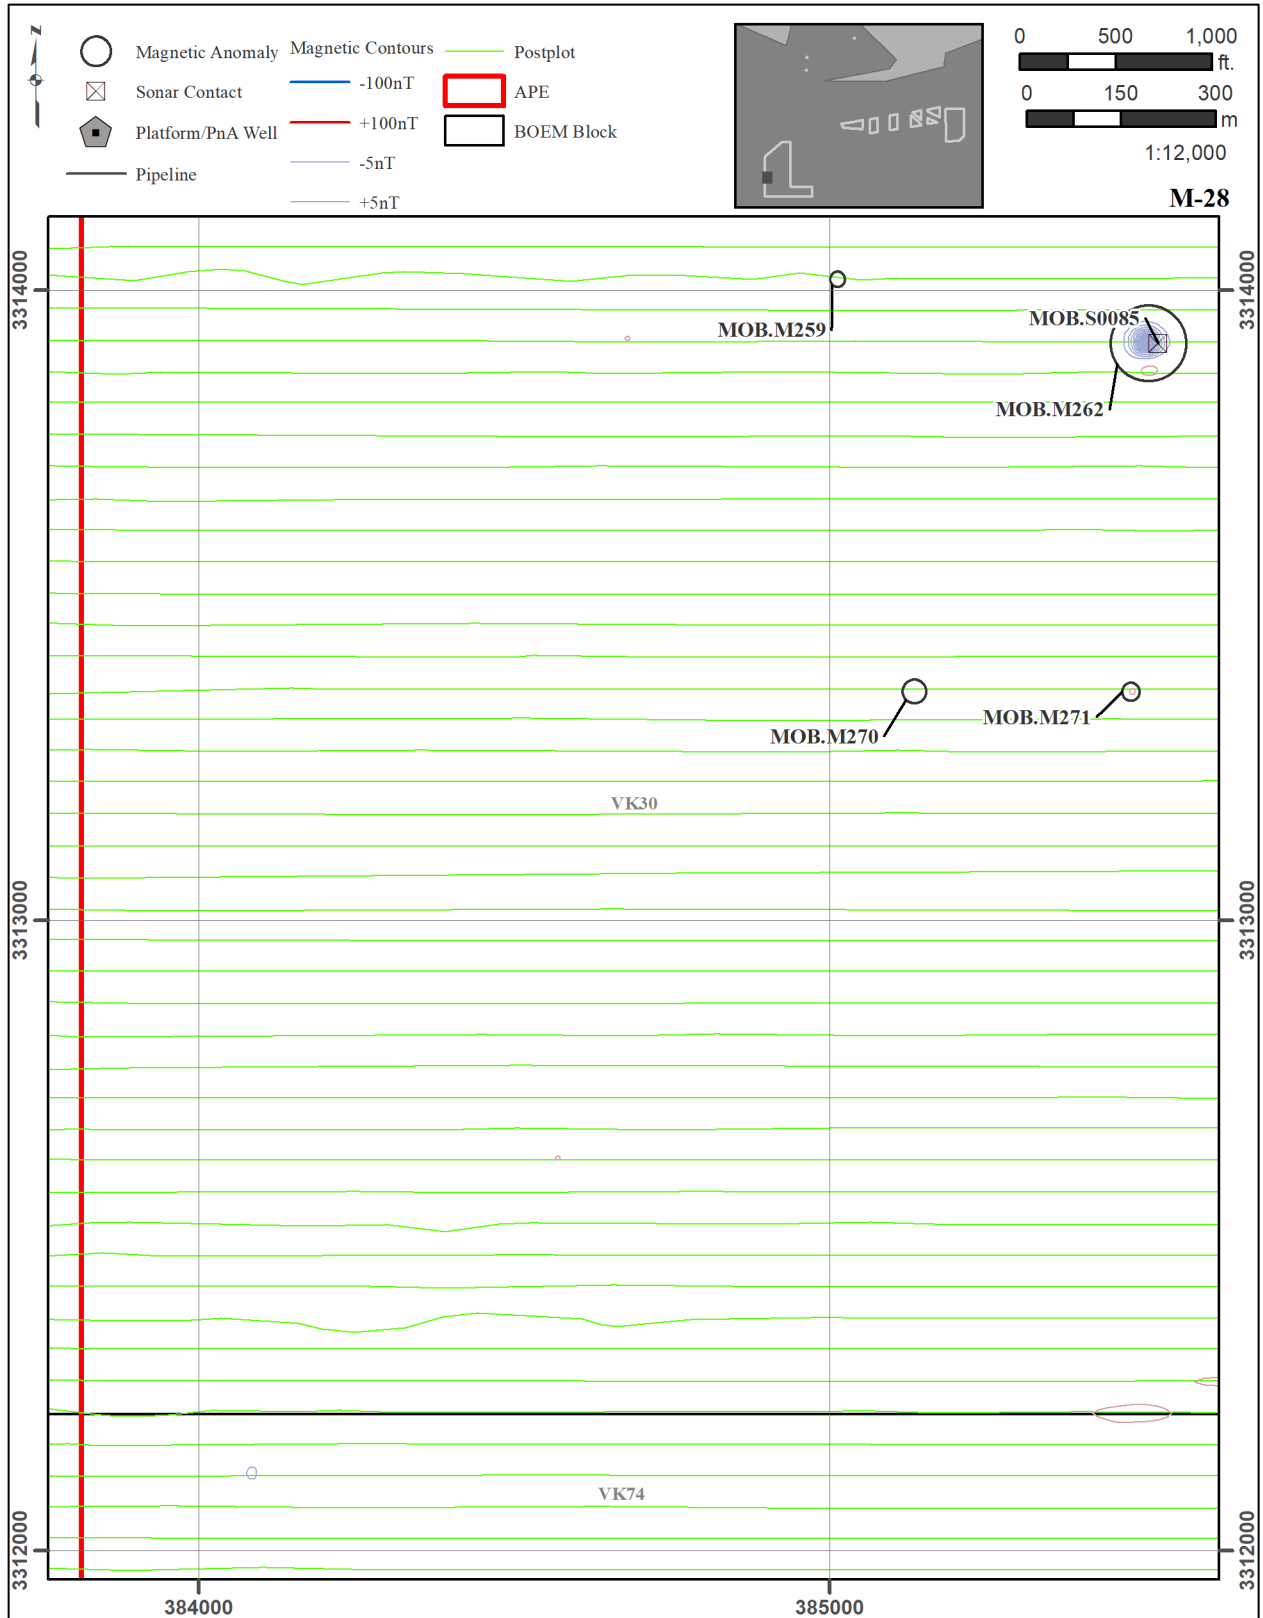 Z
Magnetic Anomaly
Sonar Contact
Platform/PnA Well
Pipeline
Magnetic Contours
-100nT
+100nT
-5nT
+5nT
Postplot
APE
BOEM Block
0 500 1,000
ft.
0 150 300
m
1:12,000
M-28
3314000
3314000
MOB.M259
MOB.S0085
MOB.M262
MOB.M270
MOB.M271
VK30
3313000
3313000
VK74
3312000
3312000
384000
385000